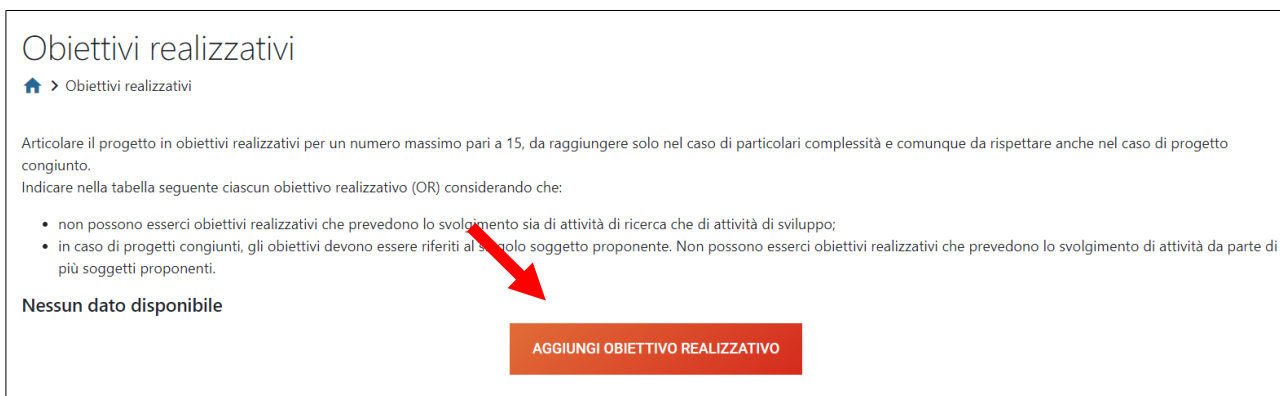 Obiettivi realizzativi
> Obiettivi realizzativi
Articolare il progetto in obiettivi realizzativi per un numero massimo pari a 15, da raggiungere solo nel caso di particolari complessità e comunque da rispettare anche nel caso di progetto
congiunto.
Indicare nella tabella seguente ciascun obiettivo realizzativo (OR) considerando che:
• non possono esserci obiettivi realizzativi che prevedono lo svolgimento sia di attività di ricerca che di attività di sviluppo;
• in caso di progetti congiunti, gli obiettivi devono essere riferiti al singolo soggetto proponente. Non possono esserci obiettivi realizzativi che prevedono lo svolgimento di attività da parte di
più soggetti proponenti.
Nessun dato disponibile
AGGIUNGI OBIETTIVO REALIZZATIVO